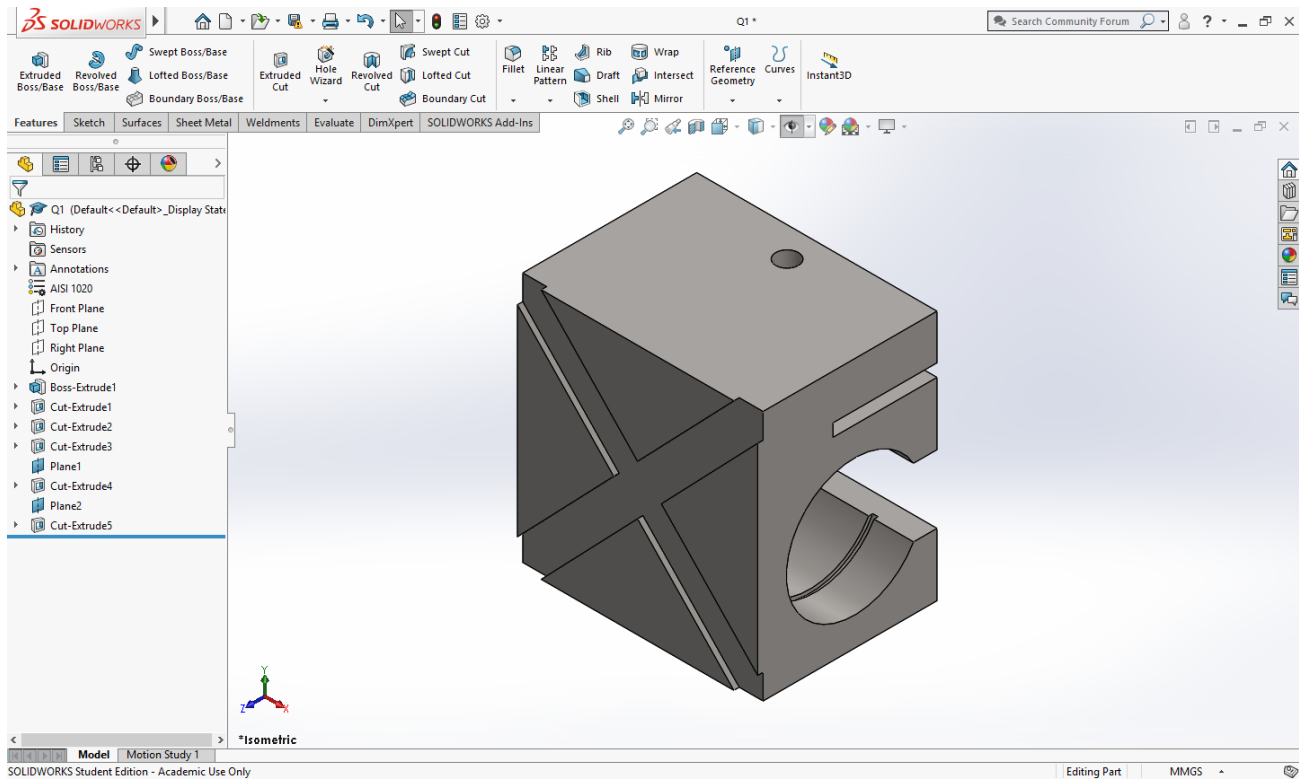 SOLIDWORKS
Q1 *
Search Community Forum
Extruded Boss/Base
Revolved Boss/Base
Swept Boss/Base
Lofted Boss/Base
Boundary Boss/Base
Extruded Cut
Hole Wizard
Revolved Cut
Swept Cut
Lofted Cut
Boundary Cut
Fillet
Linear Pattern
Rib
Draft
Shell
Wrap
Intersect
Mirror
Reference Geometry
Curves
Instant3D
Features Sketch Surfaces Sheet Metal Weldments Evaluate DimXpert SOLIDWORKS Add-Ins
Q1 (Default<<Default>_Display State
History
Sensors
Annotations
AISI 1020
Front Plane
Top Plane
Right Plane
Origin
Boss-Extrude1
Cut-Extrude1
Cut-Extrude2
Cut-Extrude3
Plane1
Cut-Extrude4
Plane2
Cut-Extrude5
Y
Z X
*Isometric
Model Motion Study 1
SOLIDWORKS Student Edition - Academic Use Only
Editing Part MMGS